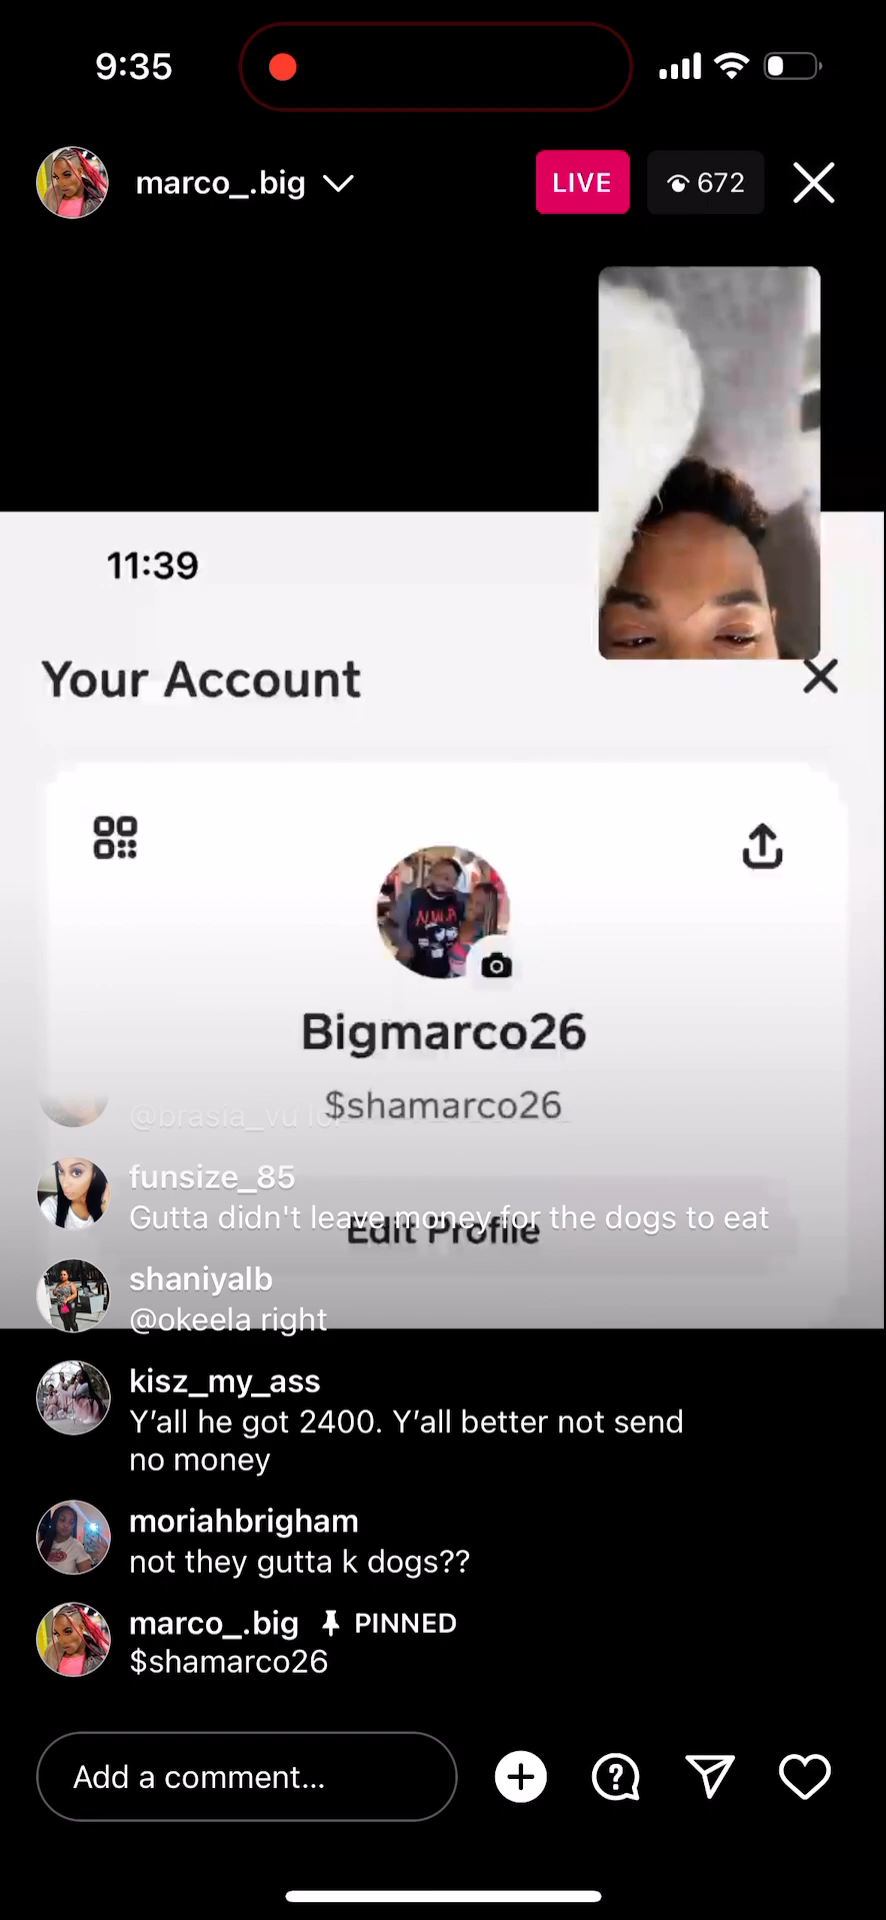 9:35
marco_.big
LIVE
672
11:39
Your Account
N.W.A
Bigmarco26
$shamarco26
@brasia_vu lol
funsize_85
Gutta didn't leave money for the dogs to eat
Edit Profile
shaniyalb
@okeela right
kisz_my_ass
Y’all he got 2400. Y’all better not send
no money
moriahbrigham
not they gutta k dogs??
marco_.big PINNED
$shamarco26
Add a comment...